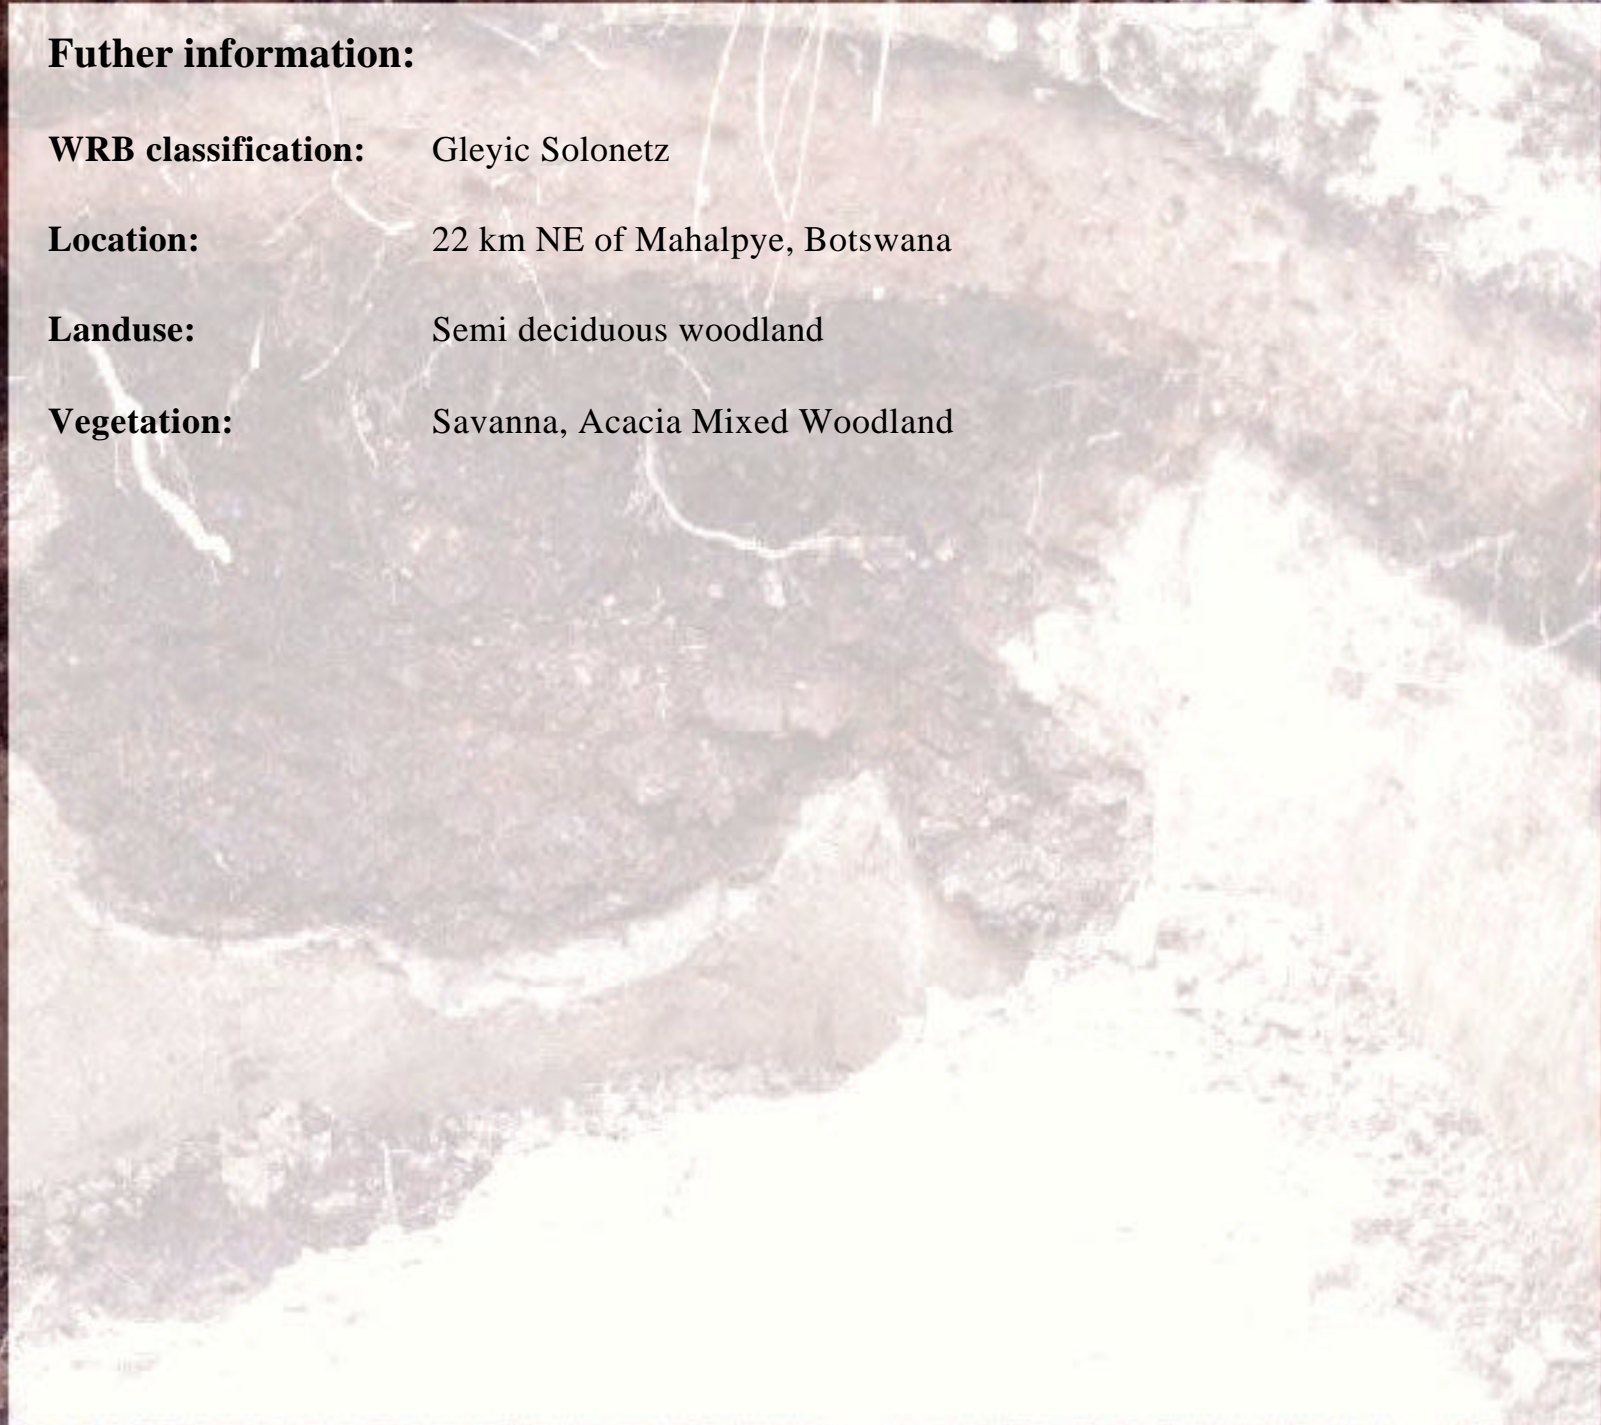 Futher information:
WRB classification: Gleyic Solonetz
Location: 22 km NE of Mahalpye, Botswana
Landuse: Semi deciduous woodland
Vegetation: Savanna, Acacia Mixed Woodland